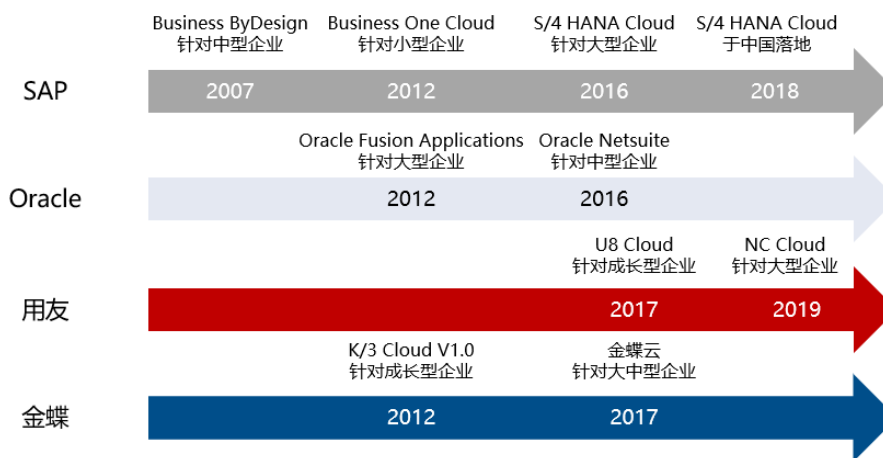 Business ByDesign
针对中型企业
Business One Cloud
针对小型企业
S/4 HANA Cloud
针对大型企业
S/4 HANA Cloud
于中国落地
SAP
2007
2012
2016
2018
Oracle Fusion Applications
针对大型企业
Oracle Netsuite
针对中型企业
Oracle
2012
2016
U8 Cloud
针对成长型企业
NC Cloud
针对大型企业
用友
2017
2019
K/3 Cloud V1.0
针对成长型企业
金蝶云
针对大中型企业
金蝶
2012
2017